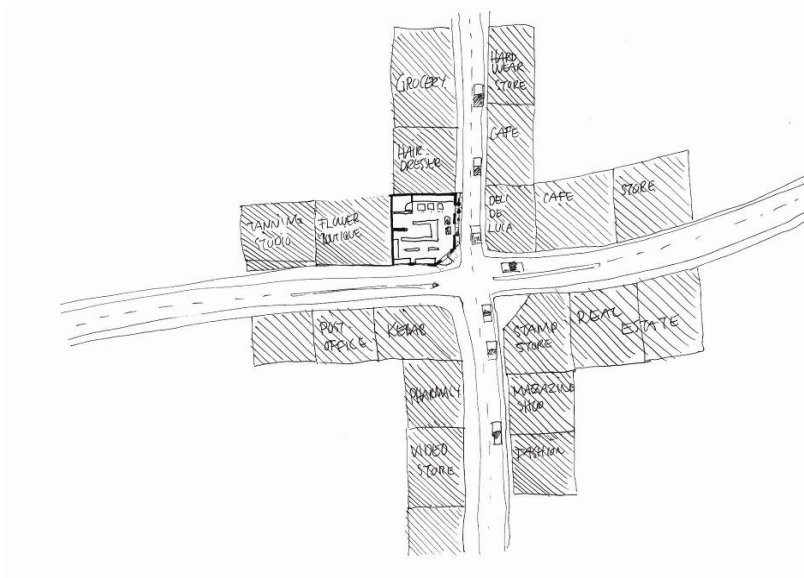 GROCERY
HARD
WEAR
STORE
CAFE
HAIR-
DRESSER
TANNING
STUDIO
FLOWER
BOUTIQUE
DELI
DE
LUCA
CAFE
STORE
POST-
OFFICE
KEBAB
STAMP
STORE
REAL
ESTATE
PHARMACY
MAGAZINE
SHOP
VIDEO
STORE
FASHION